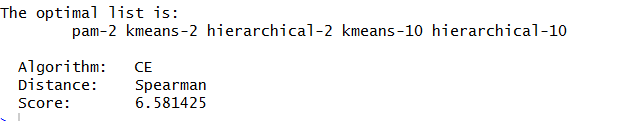 The optimal list is:
pam-2 kmeans-2 hierarchical-2 kmeans-10 hierarchical-10
Algorithm: CE
Distance: Spearman
Score: 6.581425
>